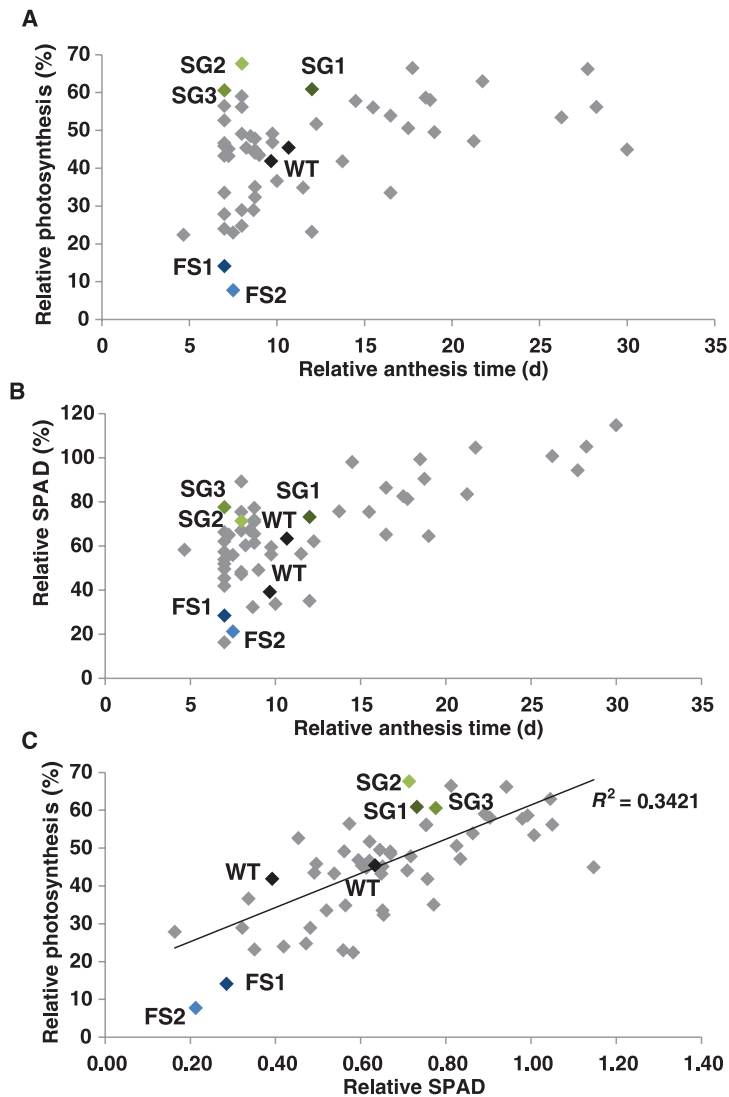 A
Relative photosynthesis (%)
70
60
50
40
30
20
10
0
SG2
SG1
SG3
WT
FS1
FS2
0 5 10 15 20 25 30 35
Relative anthesis time (d)
B
Relative SPAD (%)
120
100
80
60
40
20
0
SG3
SG1
SG2
WT
WT
FS1
FS2
0 5 10 15 20 25 30 35
Relative anthesis time (d)
C
Relative photosynthesis (%)
70
60
50
40
30
20
10
0
SG2
SG1
SG3
R² = 0.3421
WT
WT
FS1
FS2
0.00 0.20 0.40 0.60 0.80 1.00 1.20 1.40
Relative SPAD